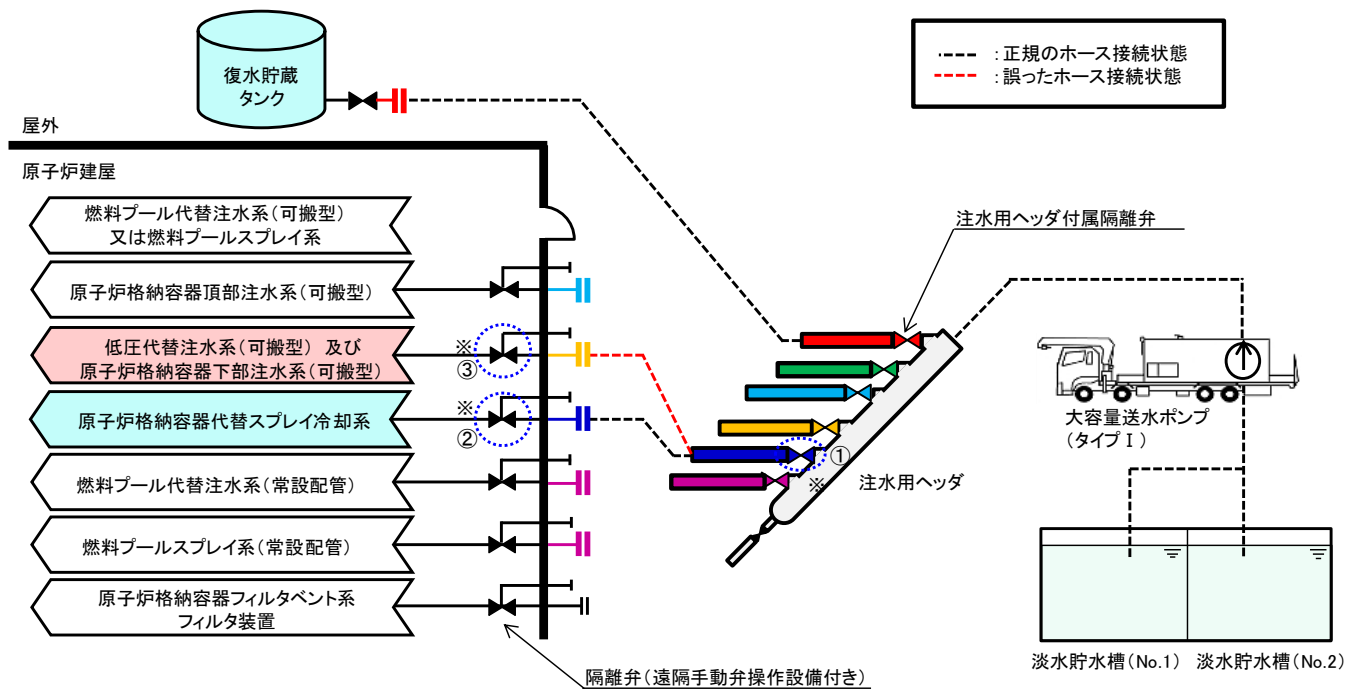 :正規のホース接続状態
:誤ったホース接続状態
復水貯蔵
タンク
屋外
原子炉建屋
燃料プール代替注水系(可搬型)
又は燃料プールスプレイ系
注水用ヘッダ付属隔離弁
原子炉格納容器頂部注水系(可搬型)
低圧代替注水系(可搬型) 及び
原子炉格納容器下部注水系(可搬型)
※
③
原子炉格納容器代替スプレイ冷却系
※
②
大容量送水ポンプ
(タイプⅠ)
①
※
注水用ヘッダ
燃料プール代替注水系(常設配管)
燃料プールスプレイ系(常設配管)
原子炉格納容器フィルタベント系
フィルタ装置
淡水貯水槽(No.1)
淡水貯水槽(No.2)
隔離弁(遠隔手動弁操作設備付き)